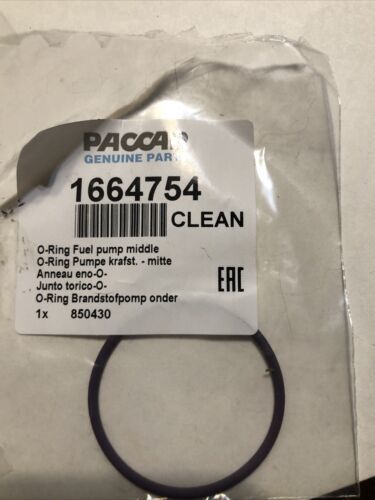 PACCAR
GENUINE PARTS
1664754
CLEAN
O-Ring Fuel pump middle
O-Ring Pumpe krafst. - mitte
Anneau eno-O-
Junto torico-O-
O-Ring Brandstofpomp onder
EAC
1x 850430